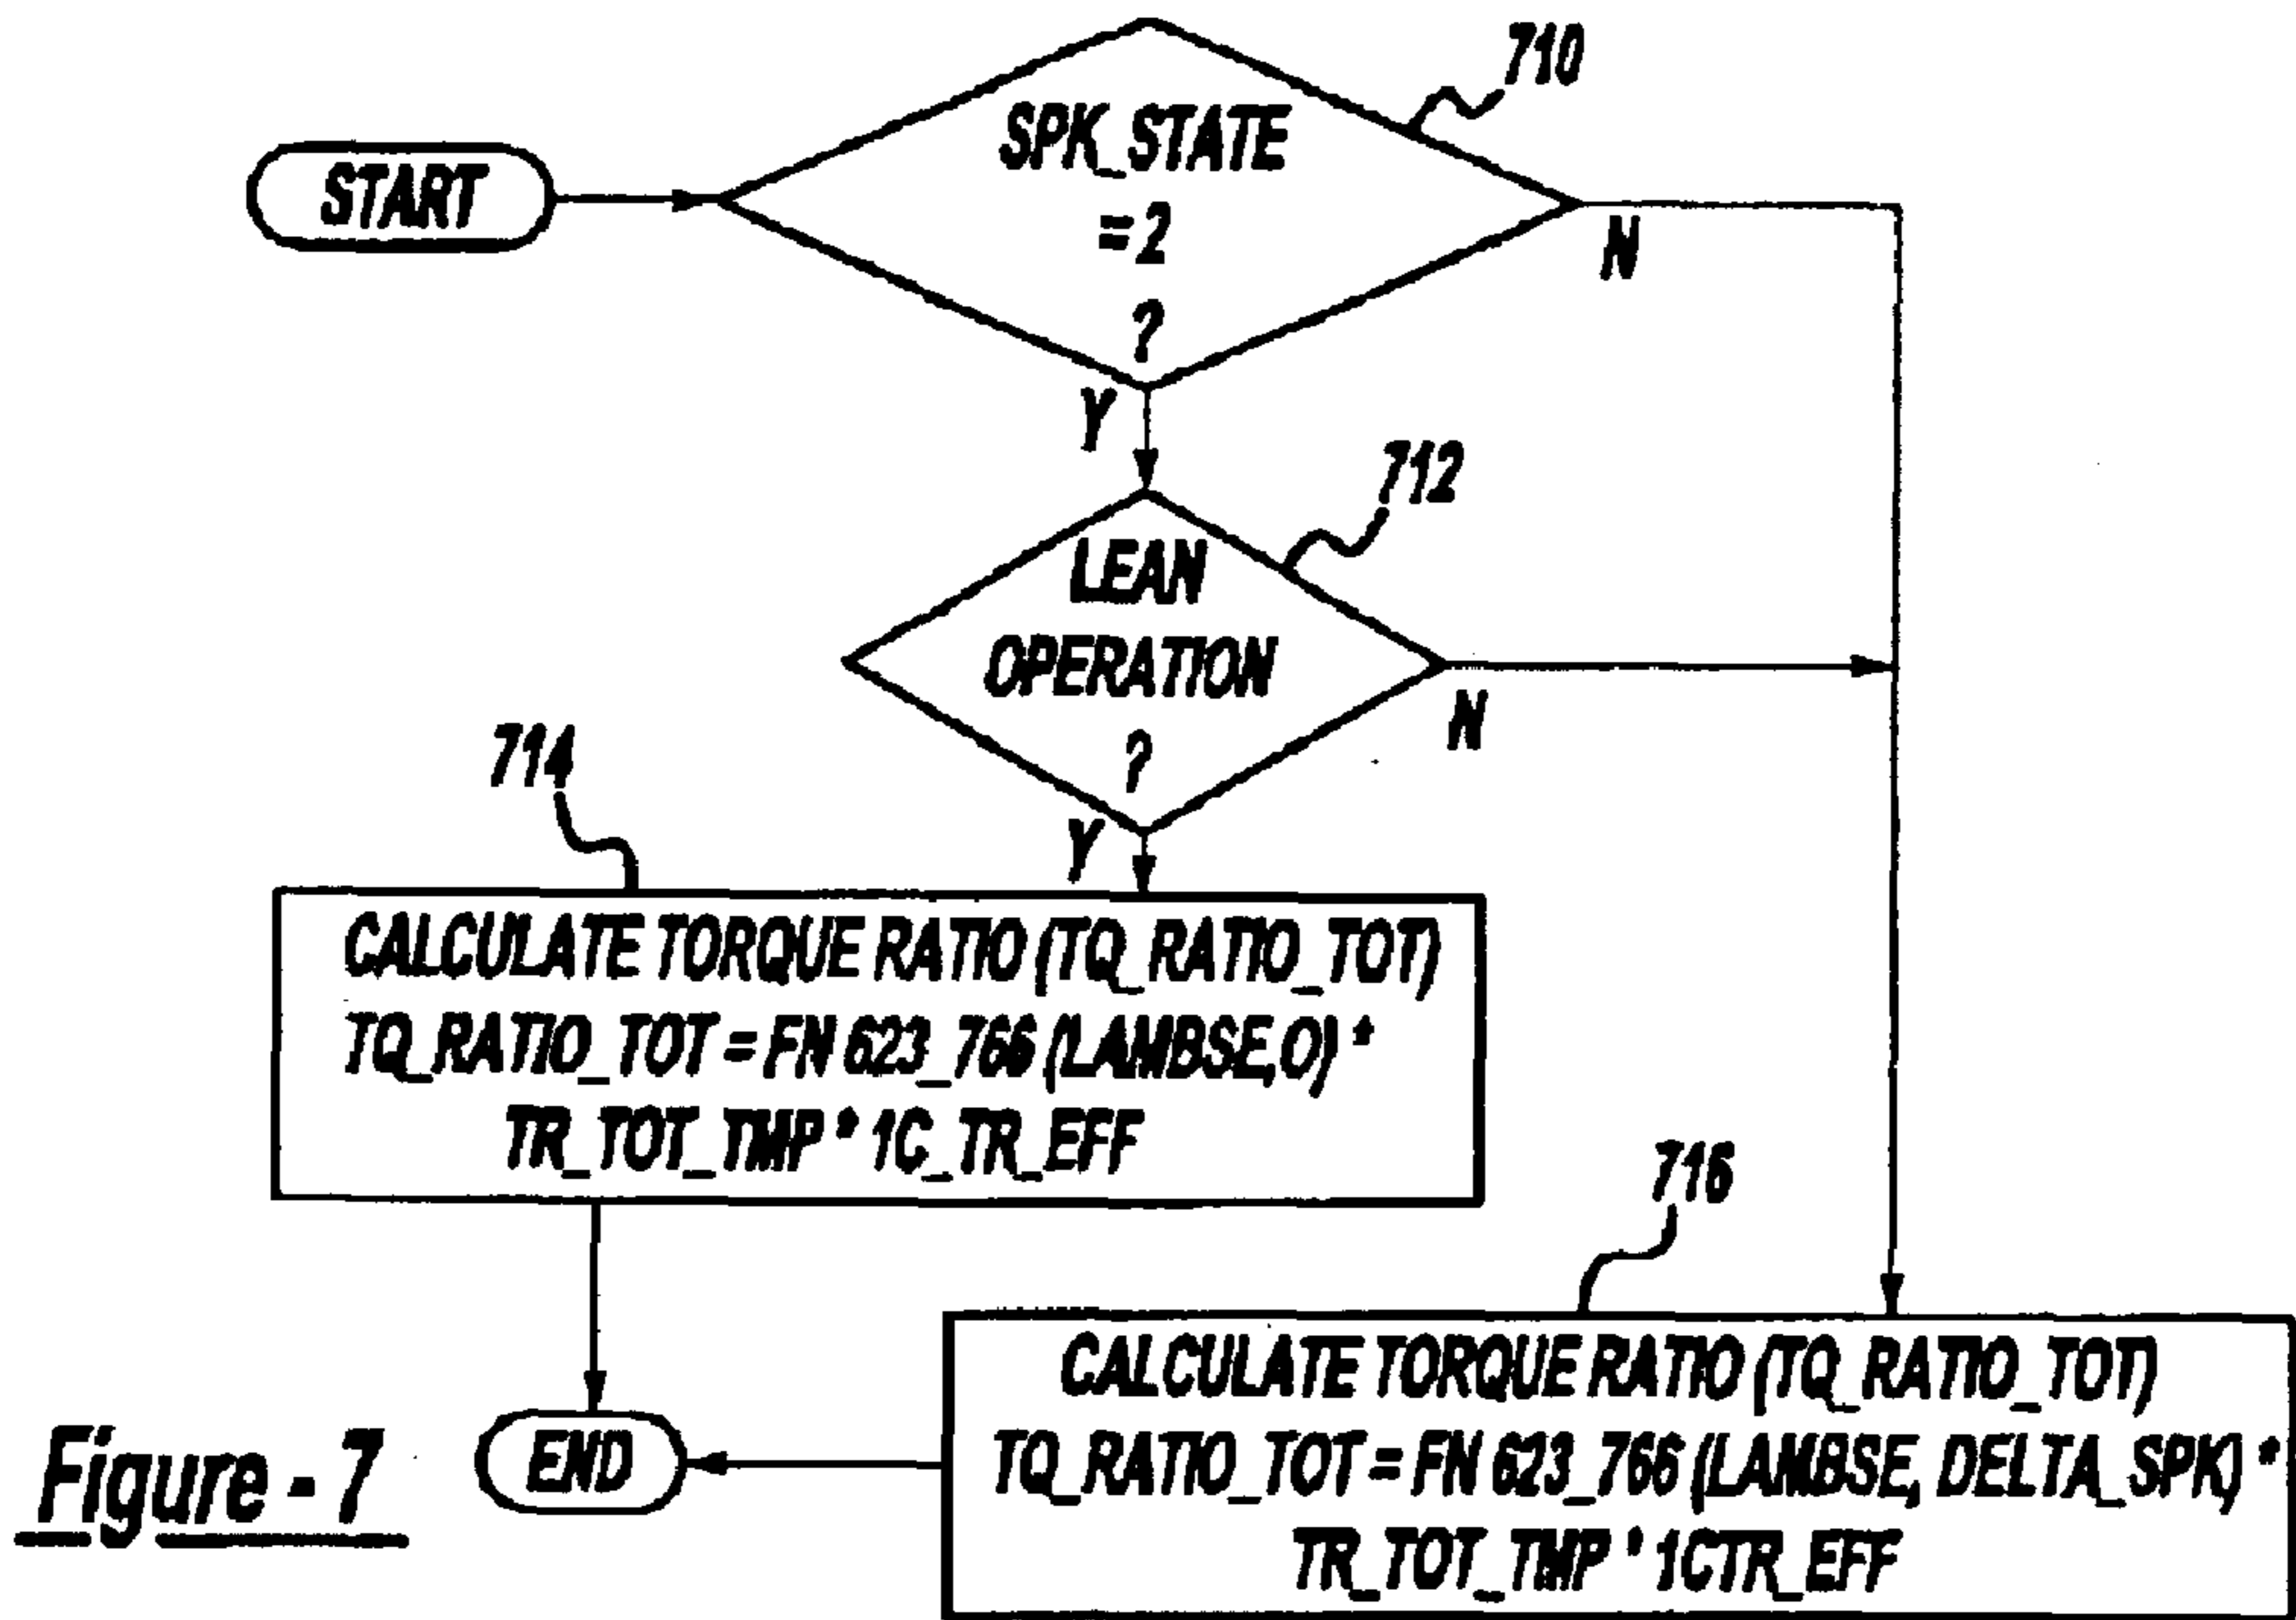 710
SPK_STATE
=2
?
START
N
Y
712
LEAN
OPERATION
?
N
Y
714
CALCULATE TORQUE RATIO (TQ_RATIO_TOT)
TQ_RATIO_TOT = FN 623_766 (LAMBSE,0) *
TR_TOT_TMP * 1C_TR_EFF
716
CALCULATE TORQUE RATIO (TQ_RATIO_TOT)
TQ_RATIO_TOT = FN 623_766 (LAMBSE, DELTA_SPK) *
TR_TOT_TMP * 1CTR_EFF
END
Figure - 7